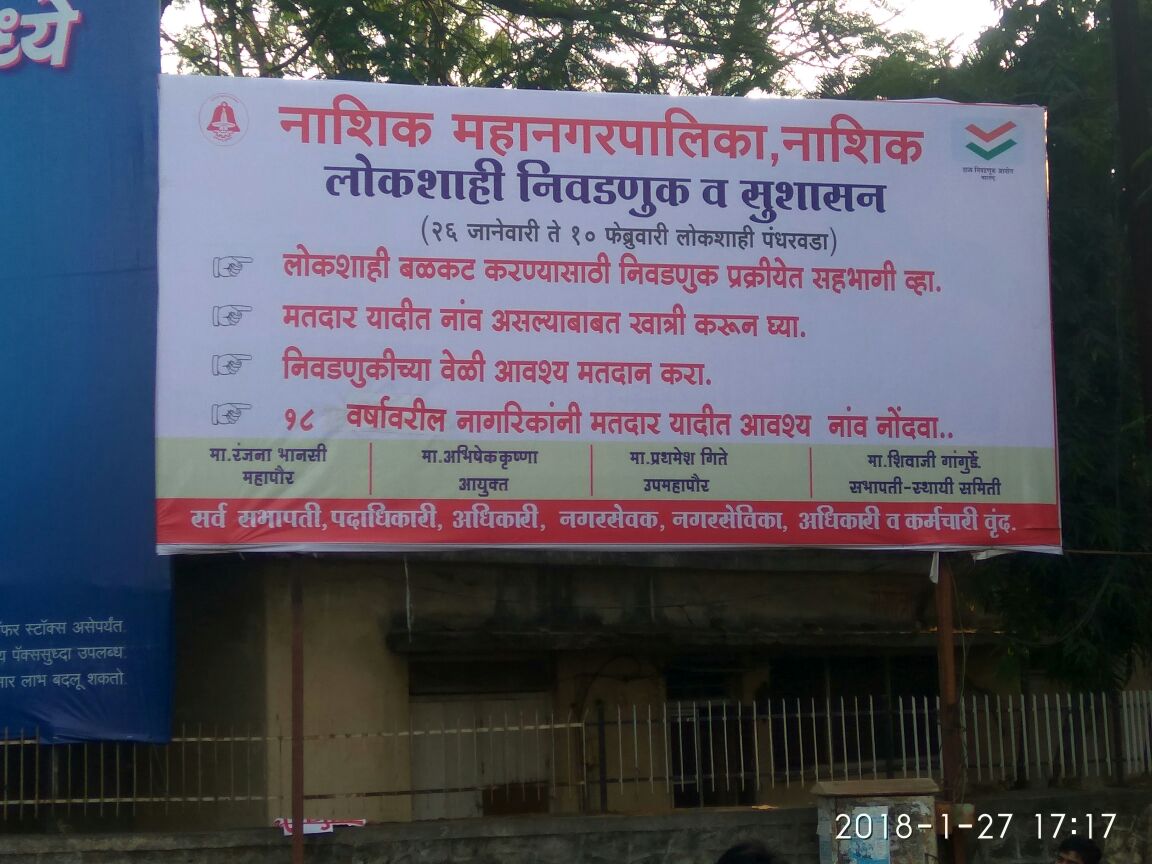 ध्ये
नाशिक महानगरपालिका,नाशिक
लोकशाही निवडणुक व सुशासन
(२६ जानेवारी ते १० फेब्रुवारी लोकशाही पंधरवडा)
लोकशाही बळकट करण्यासाठी निवडणुक प्रक्रीयेत सहभागी व्हा.
मतदार यादीत नांव असल्याबाबत खात्री करून घ्या.
निवडणुकीच्या वेळी आवश्य मतदान करा.
१८ वर्षावरील नागरिकांनी मतदार यादीत आवश्य नांव नोंदवा..
मा.रंजना भानसी
महापौर
मा.अभिषेककृष्णा
आयुक्त
मा.प्रथमेश गिते
उपमहापौर
मा.शिवाजी गांगुर्डे.
सभापती-स्थायी समिती
सर्व सभापती,पदाधिकारी, अधिकारी, नगरसेवक, नगरसेविका, अधिकारी व कर्मचारी वृंद.
स्टॉक्स असेपर्यंत.
पॅक्ससुध्दा उपलब्ध
लाभ बदलू शकतो.
2018-1-27 17:17